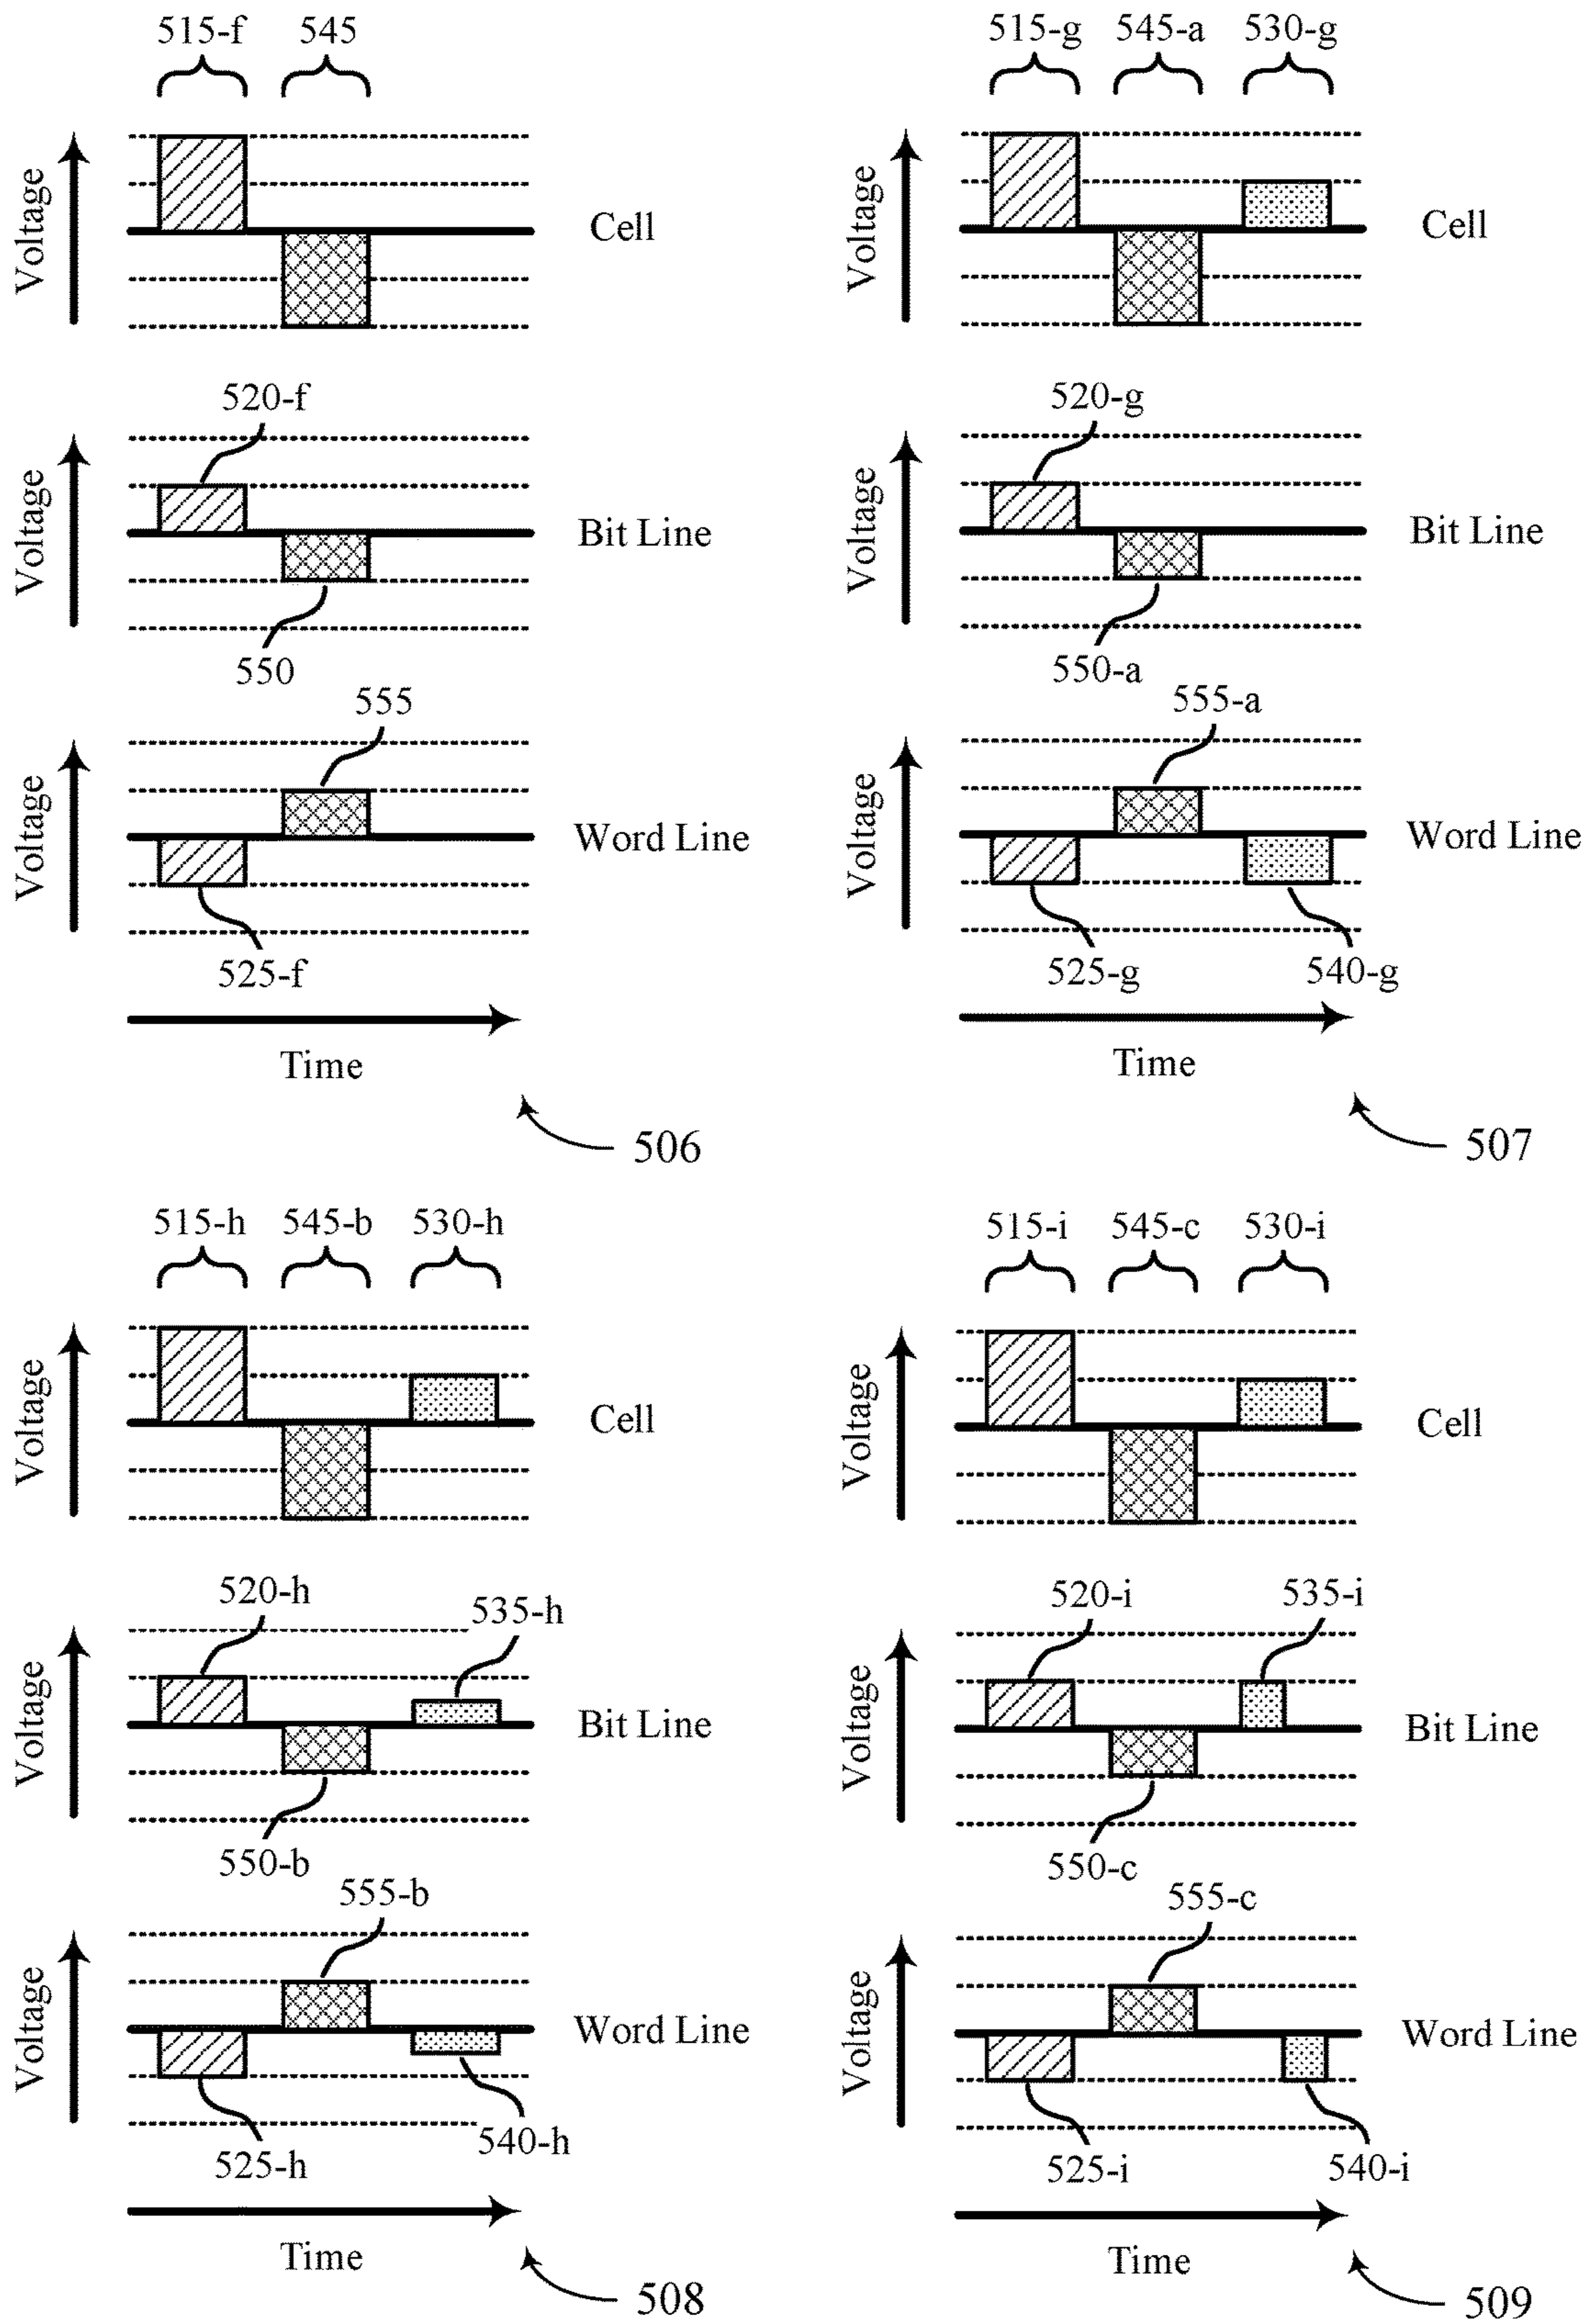 515-f 545
Voltage
Cell
520-f
Voltage
Bit Line
550
555
Voltage
Word Line
525-f
Time
506
515-g 545-a 530-g
Voltage
Cell
520-g
Voltage
Bit Line
550-a
555-a
Voltage
Word Line
525-g 540-g
Time
507
515-h 545-b 530-h
Voltage
Cell
520-h 535-h
Voltage
Bit Line
550-b
555-b
Voltage
Word Line
540-h
525-h
Time
508
515-i 545-c 530-i
Voltage
Cell
520-i 535-i
Voltage
Bit Line
550-c
555-c
Voltage
Word Line
525-i 540-i
Time
509